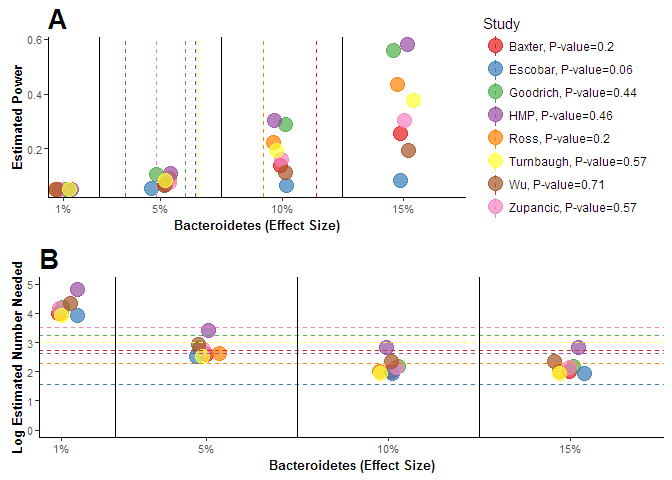 A
Study
Baxter, P-value=0.2
Escobar, P-value=0.06
Goodrich, P-value=0.44
HMP, P-value=0.46
Ross, P-value=0.2
Turnbaugh, P-value=0.57
Wu, P-value=0.71
Zupancic, P-value=0.57
Estimated Power
0.6
0.4
0.2
1%
5%
10%
15%
Bacteroidetes (Effect Size)
B
Log Estimated Number Needed
5
4
3
2
1
0
1%
5%
10%
15%
Bacteroidetes (Effect Size)